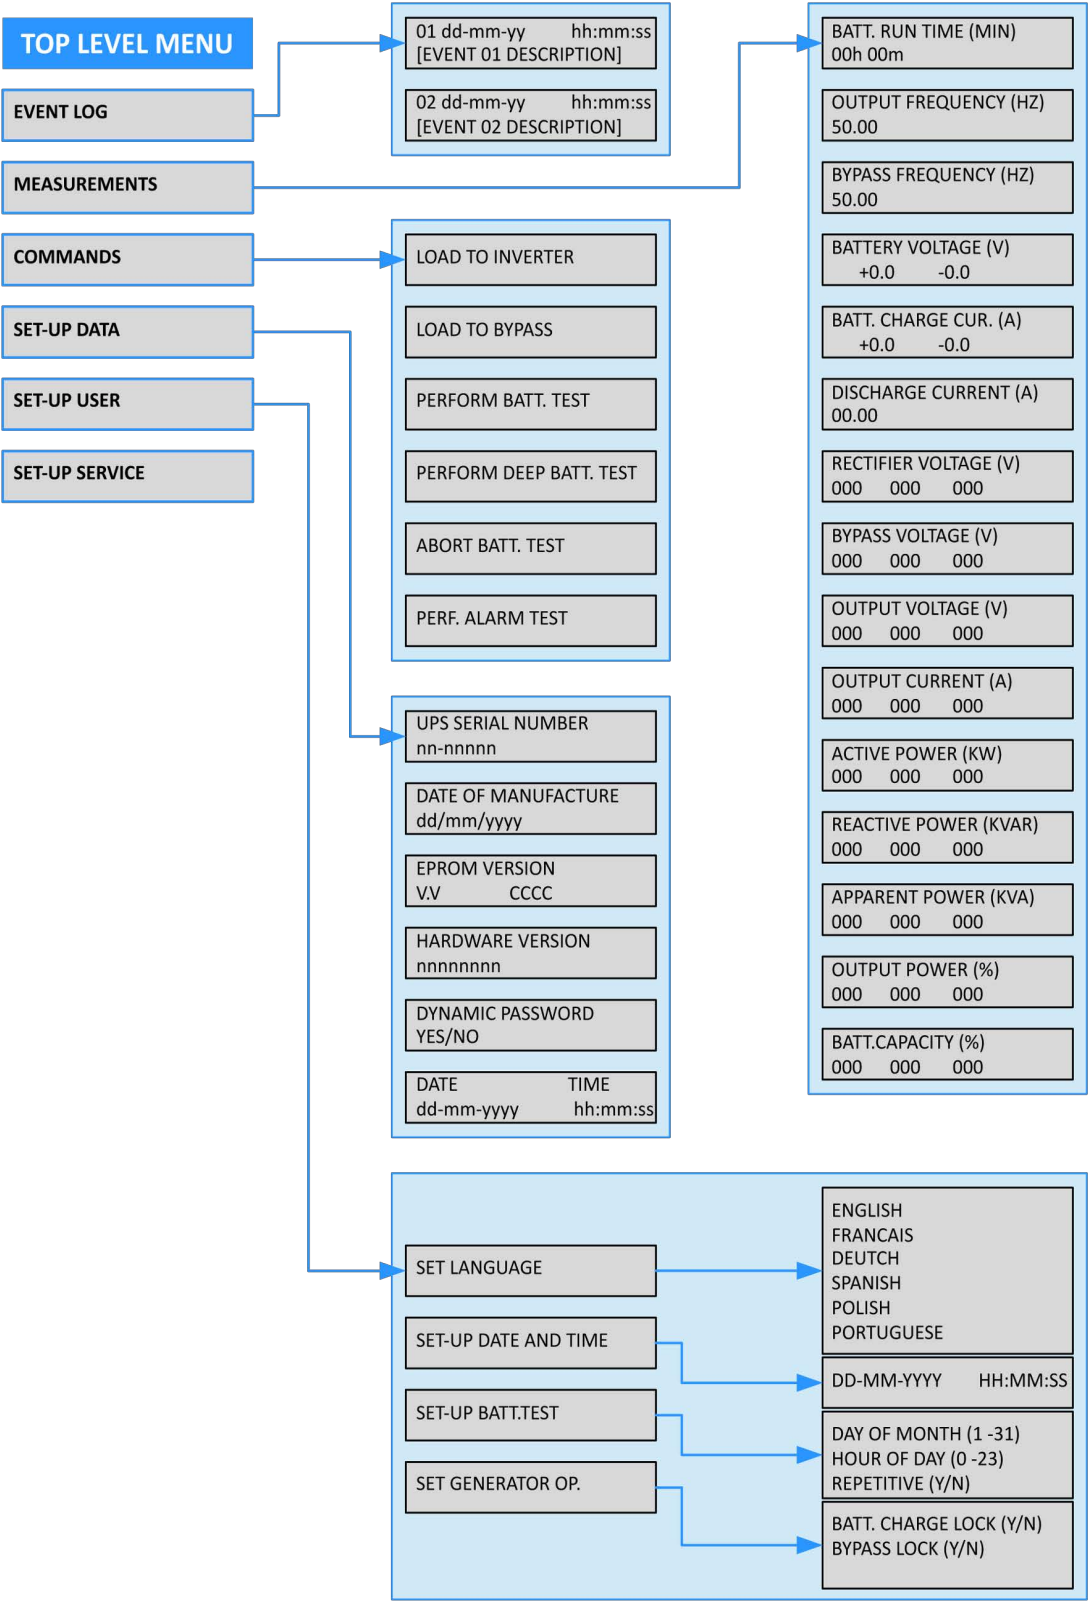 TOP LEVEL MENU
EVENT LOG
MEASUREMENTS
COMMANDS
SET-UP DATA
SET-UP USER
SET-UP SERVICE
01 dd-mm-yy hh:mm:ss
[EVENT 01 DESCRIPTION]
02 dd-mm-yy hh:mm:ss
[EVENT 02 DESCRIPTION]
LOAD TO INVERTER
LOAD TO BYPASS
PERFORM BATT. TEST
PERFORM DEEP BATT. TEST
ABORT BATT. TEST
PERF. ALARM TEST
UPS SERIAL NUMBER
nn-nnnnn
DATE OF MANUFACTURE
dd/mm/yyyy
EPROM VERSION
V.V CCCC
HARDWARE VERSION
nnnnnnnn
DYNAMIC PASSWORD
YES/NO
DATE TIME
dd-mm-yyyy hh:mm:ss
BATT. RUN TIME (MIN)
00h 00m
OUTPUT FREQUENCY (HZ)
50.00
BYPASS FREQUENCY (HZ)
50.00
BATTERY VOLTAGE (V)
+0.0 -0.0
BATT. CHARGE CUR. (A)
+0.0 -0.0
DISCHARGE CURRENT (A)
00.00
RECTIFIER VOLTAGE (V)
000 000 000
BYPASS VOLTAGE (V)
000 000 000
OUTPUT VOLTAGE (V)
000 000 000
OUTPUT CURRENT (A)
000 000 000
ACTIVE POWER (KW)
000 000 000
REACTIVE POWER (KVAR)
000 000 000
APPARENT POWER (KVA)
000 000 000
OUTPUT POWER (%)
000 000 000
BATT.CAPACITY (%)
000 000 000
SET LANGUAGE
SET-UP DATE AND TIME
SET-UP BATT.TEST
SET GENERATOR OP.
ENGLISH
FRANCAIS
DEUTCH
SPANISH
POLISH
PORTUGUESE
DD-MM-YYYY HH:MM:SS
DAY OF MONTH (1 -31)
HOUR OF DAY (0 -23)
REPETITIVE (Y/N)
BATT. CHARGE LOCK (Y/N)
BYPASS LOCK (Y/N)